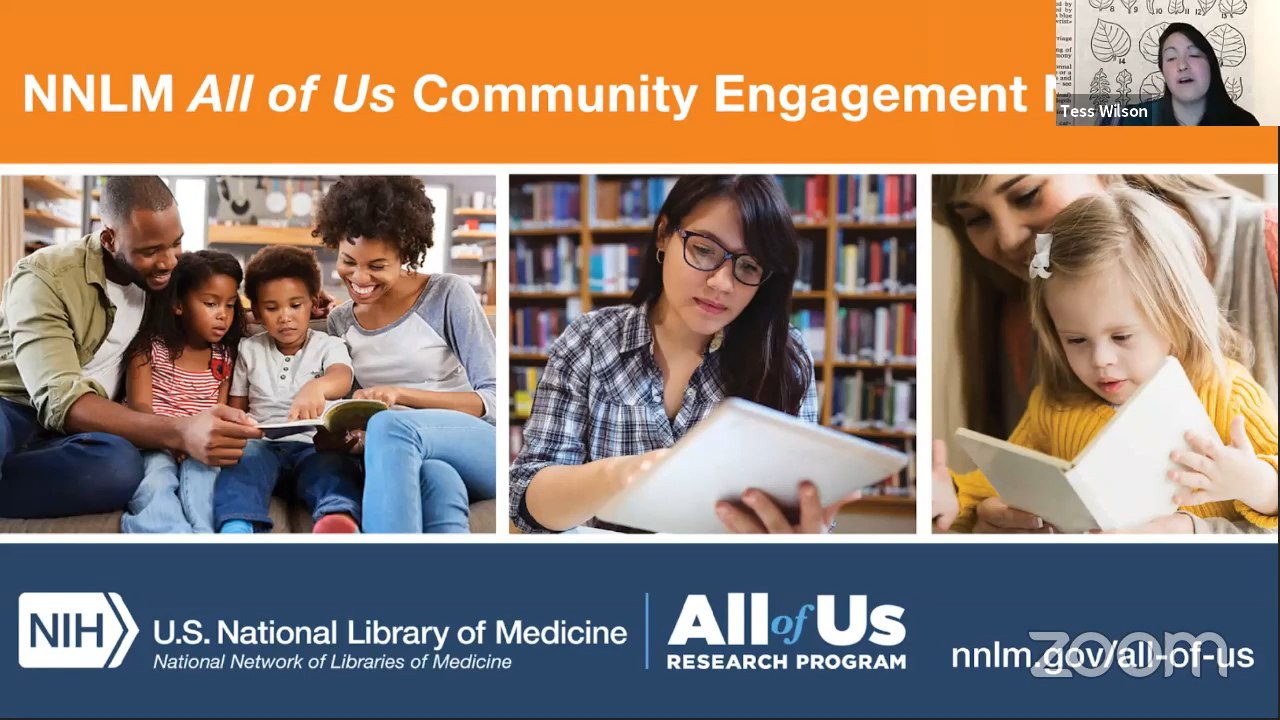 NNLM All of Us Community Engagement
Tess Wilson
NIH
U.S. National Library of Medicine
National Network of Libraries of Medicine
All of Us
RESEARCH PROGRAM
nnlm.gov/all-of-us
zoom